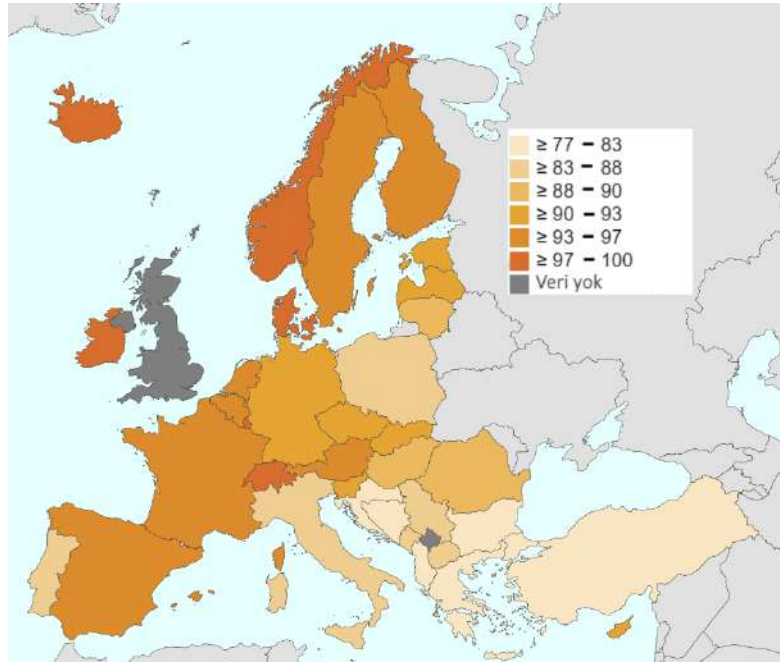 ≥ 77 – 83
≥ 83 – 88
≥ 88 – 90
≥ 90 – 93
≥ 93 – 97
≥ 97 – 100
Veri yok